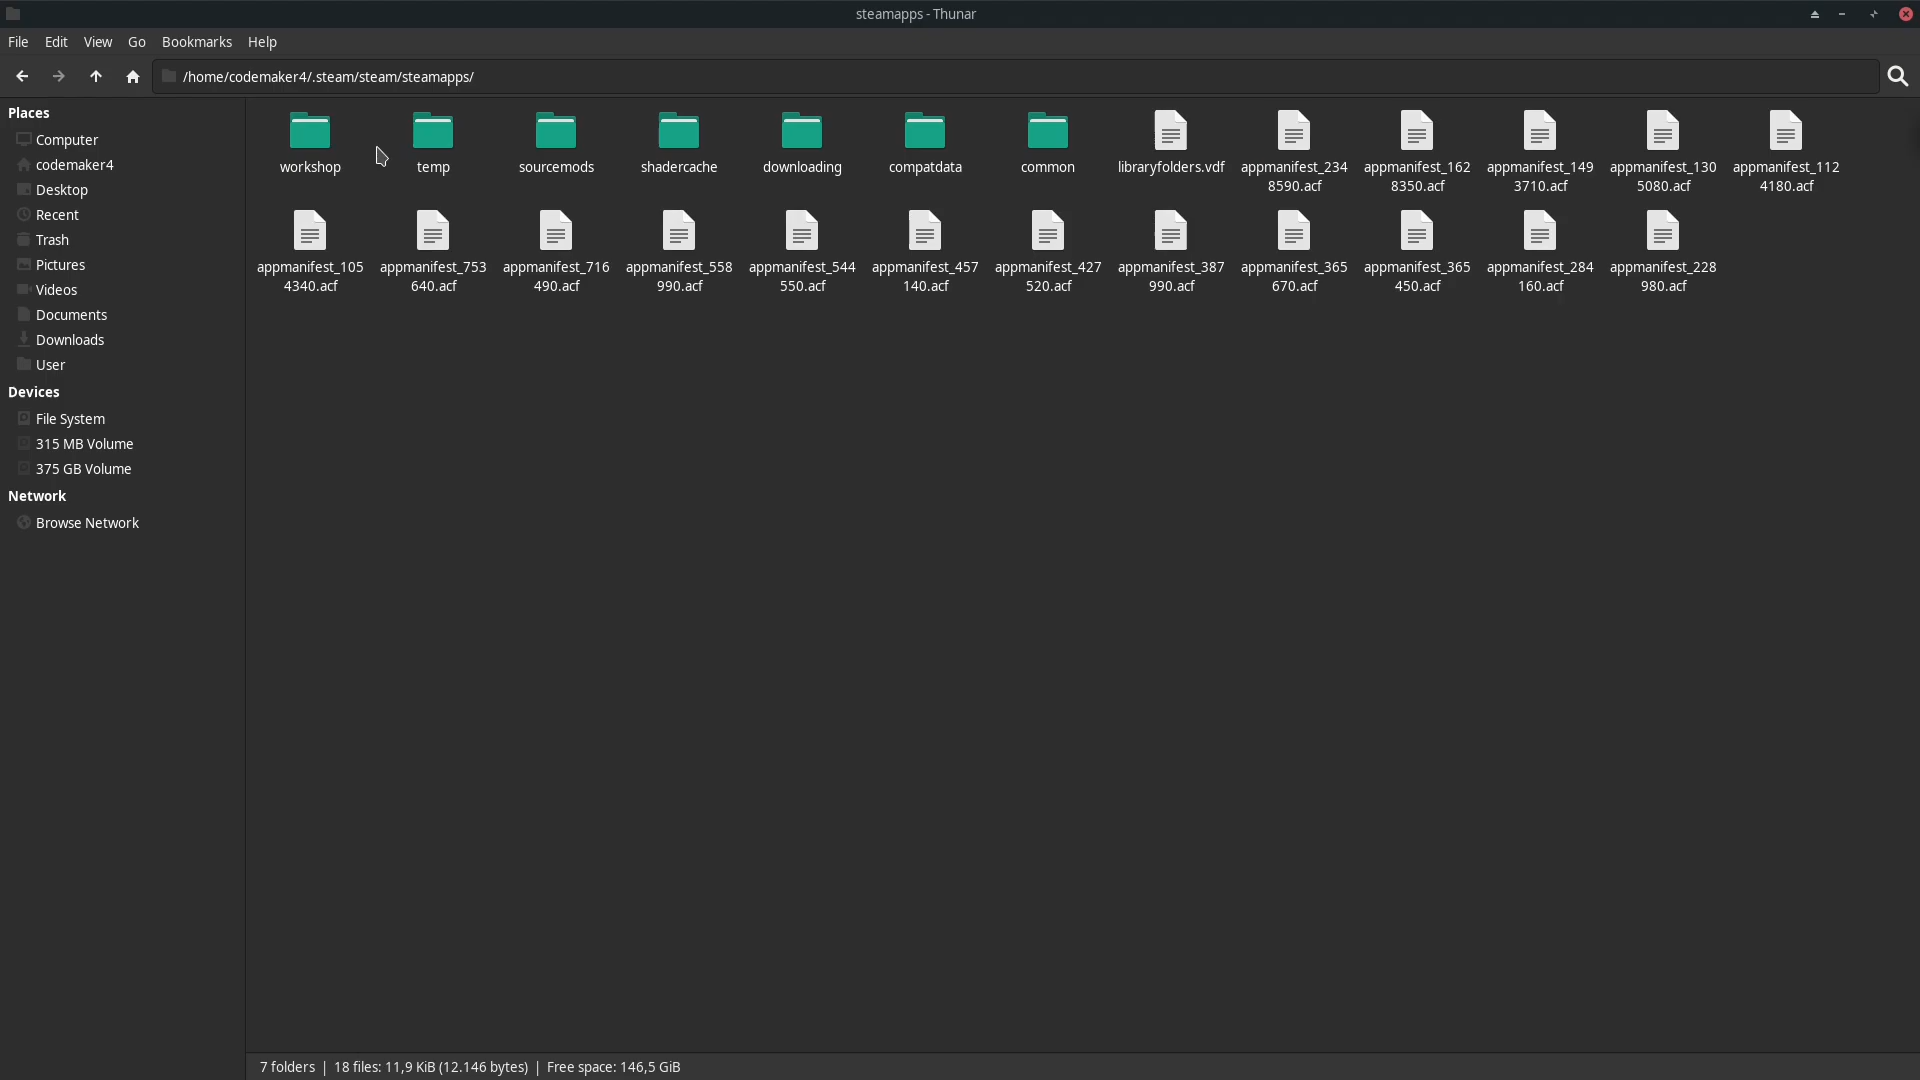 steamapps - Thunar
File Edit View Go Bookmarks Help
/home/codemaker4/.steam/steam/steamapps/
Places
Computer
codemaker4
Desktop
Recent
Trash
Pictures
Videos
Documents
Downloads
User
Devices
File System
315 MB Volume
375 GB Volume
Network
Browse Network
workshop temp sourcemods shadercache downloading compatdata common libraryfolders.vdf appmanifest_234 appmanifest_162 appmanifest_149 appmanifest_130 appmanifest_112
8590.acf 8350.acf 3710.acf 5080.acf 4180.acf
appmanifest_105 appmanifest_753 appmanifest_716 appmanifest_558 appmanifest_544 appmanifest_457 appmanifest_427 appmanifest_387 appmanifest_365 appmanifest_365 appmanifest_284 appmanifest_228
4340.acf 640.acf 490.acf 990.acf 550.acf 140.acf 520.acf 990.acf 670.acf 450.acf 160.acf 980.acf
7 folders | 18 files: 11,9 KiB (12.146 bytes) | Free space: 146,5 GiB